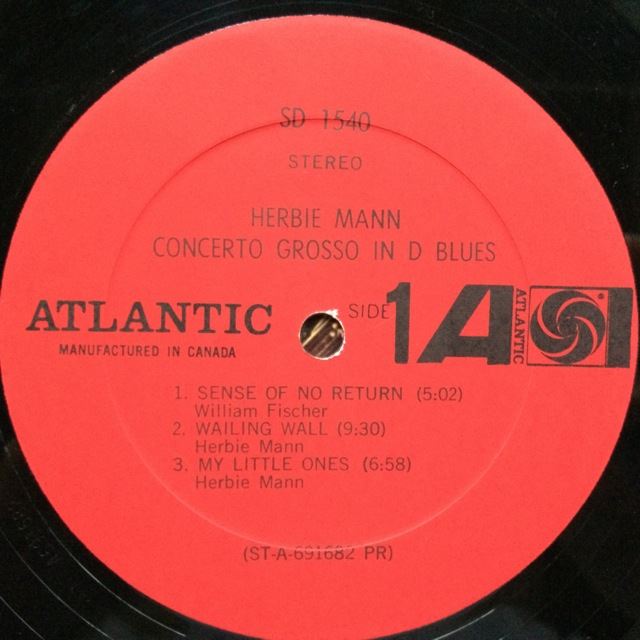 SD 1540
STEREO
HERBIE MANN
CONCERTO GROSSO IN D BLUES
ATLANTIC
MANUFACTURED IN CANADA
SIDE 1
A
ATLANTIC
1. SENSE OF NO RETURN (5:02)
William Fischer
2. WAILING WALL (9:30)
Herbie Mann
3. MY LITTLE ONES (6:58)
Herbie Mann
(ST-A-691682 PR)